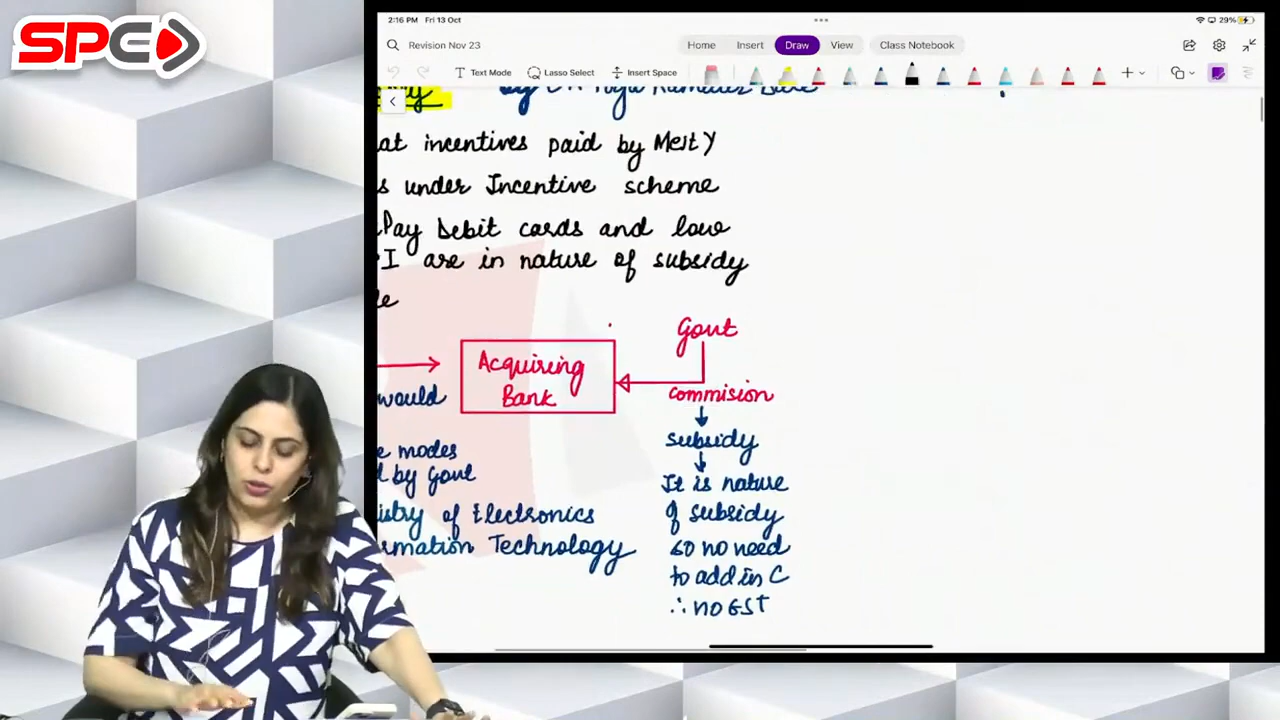 SPC
2:16 PM Fri 13 Oct
29%
Revision Nov 23
Home Insert Draw View Class Notebook
Text Mode Lasso Select Insert Space
by CA
at incentives paid by MeitY
s under Incentive scheme
Pay Debit cards and low
I are in nature of subsidy
Govt
Acquiring
Bank
commision
would
subsidy
e modes
d by Govt
It is nature
of subsidy
istry of Electronics
so no need
rmation Technology
to add in C
∴ no GST